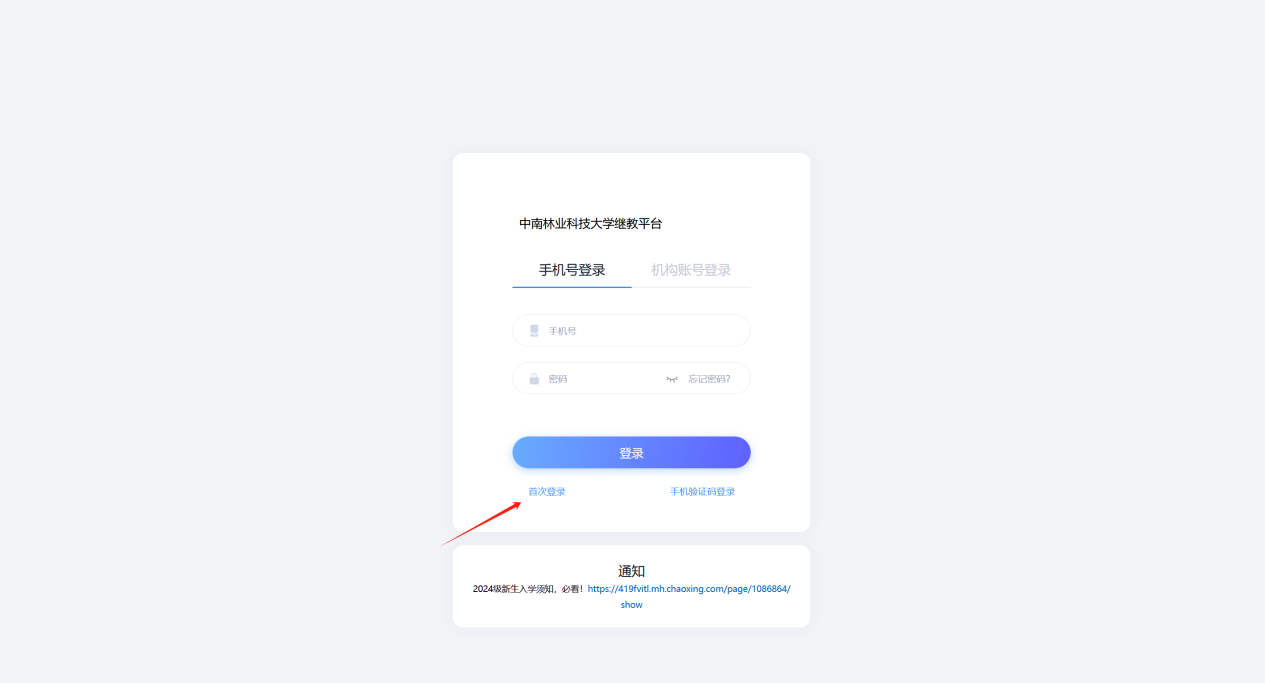 中南林业科技大学继教平台
手机号登录 机构账号登录
手机号
密码 忘记密码?
登录
首次登录 手机验证码登录
通知
2024级新生入学须知，必看！https://419fvitl.mh.chaoxing.com/page/1086864/
show